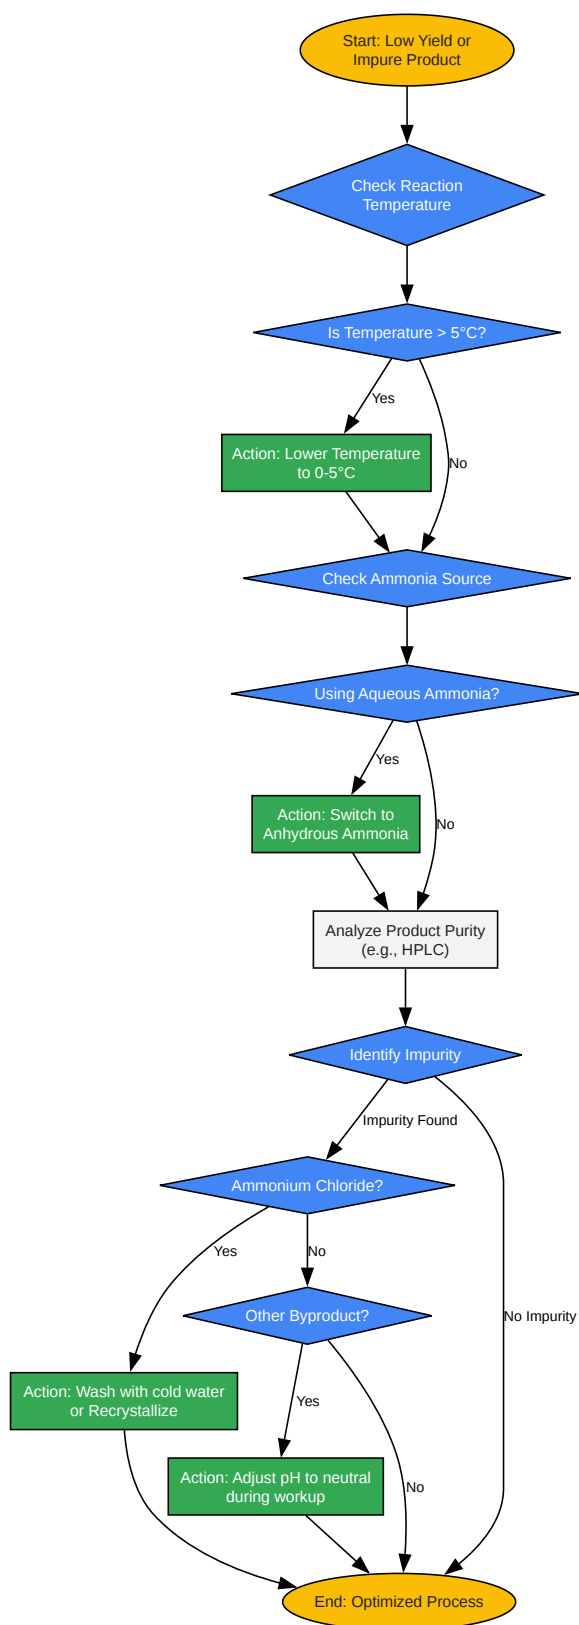 Start: Low Yield or
Impure Product
Check Reaction
Temperature
Is Temperature > 5°C?
Yes
Action: Lower Temperature
to 0-5°C
No
Check Ammonia Source
Using Aqueous Ammonia?
Yes
Action: Switch to
Anhydrous Ammonia
No
Analyze Product Purity
(e.g., HPLC)
Identify Impurity
Impurity Found
Ammonium Chloride?
Yes
No
Other Byproduct?
No Impurity
Action: Wash with cold water
or Recrystallize
Yes
Action: Adjust pH to neutral
during workup
No
End: Optimized Process